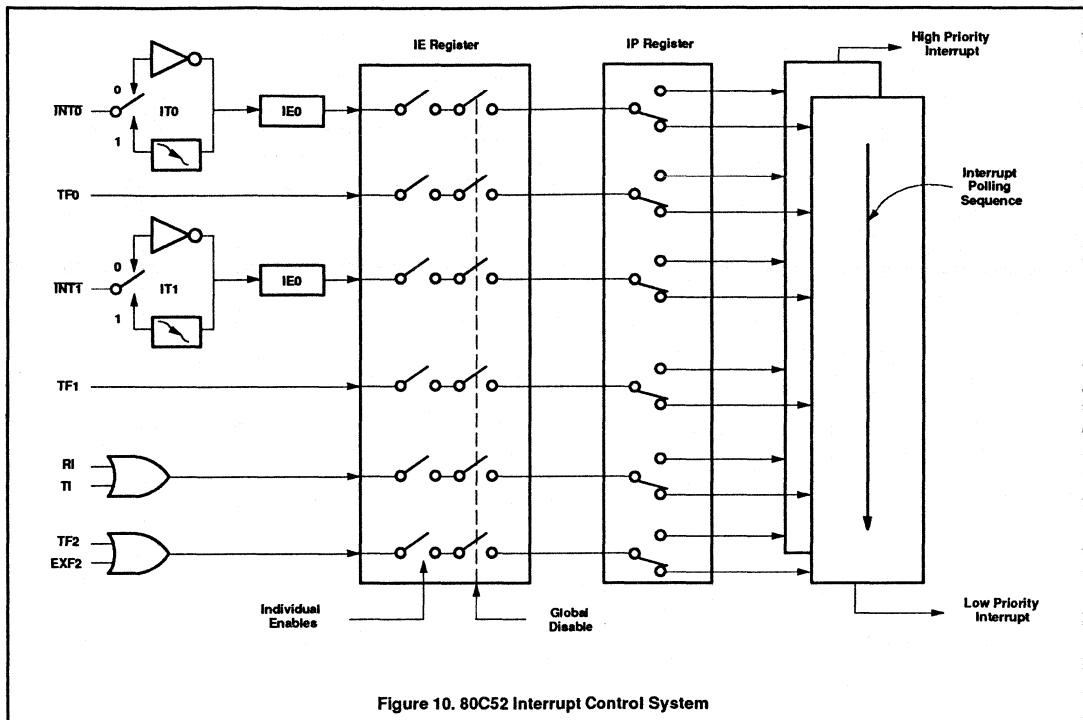 IE Register
IP Register
High Priority
Interrupt
0
INT0
IT0
IE0
1
TF0
Interrupt
Polling
Sequence
0
INT1
IT1
IE0
1
TF1
RI
TI
TF2
EXF2
Individual
Enables
Global
Disable
Low Priority
Interrupt
Figure 10. 80C52 Interrupt Control System